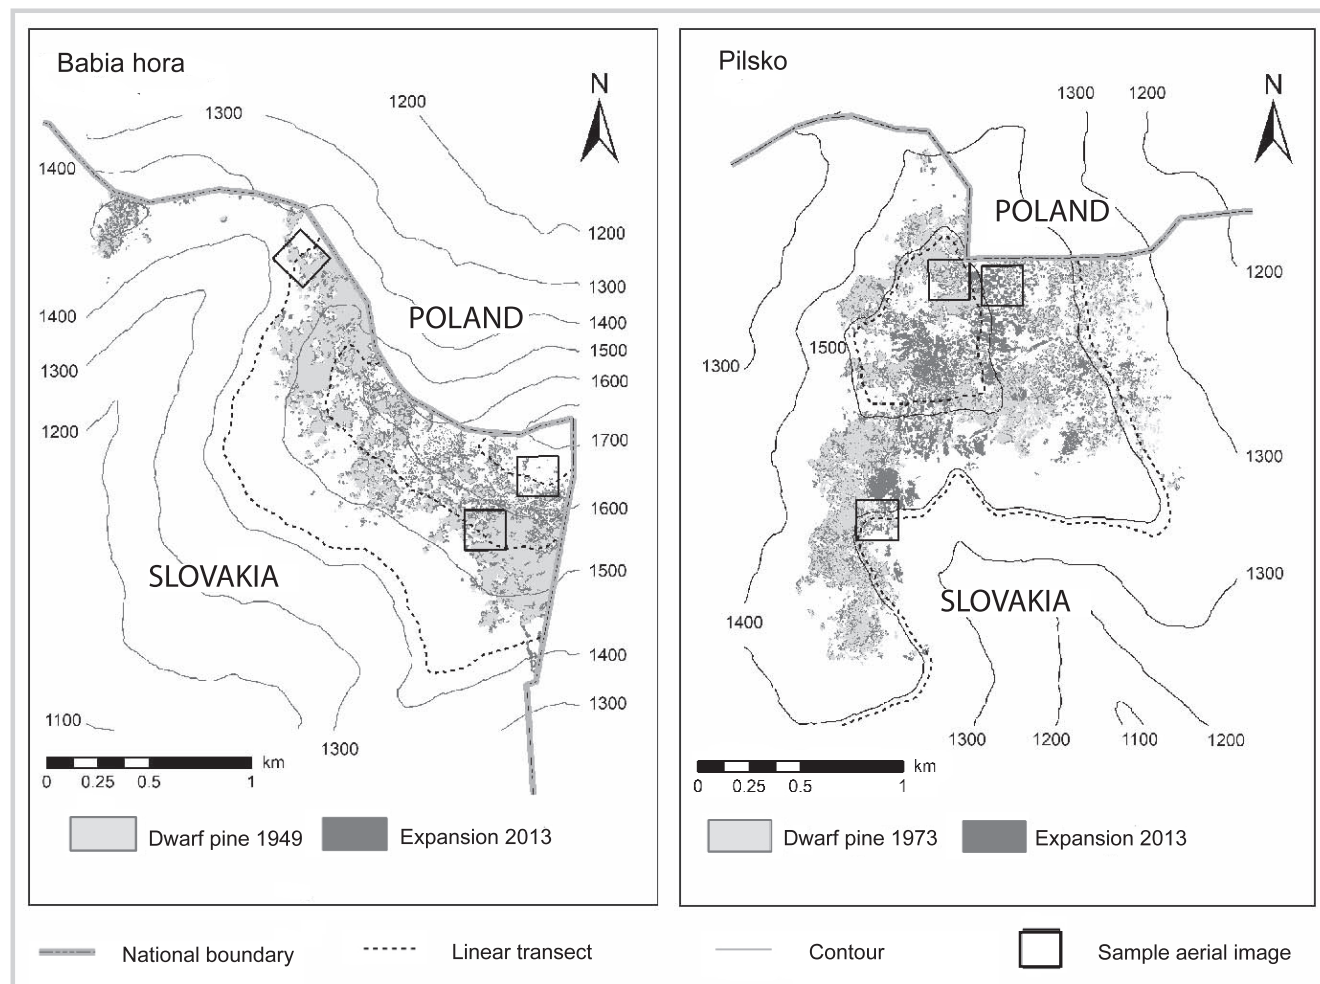 Babia hora
N
1200
1300
1400
1200
1300
POLAND
1400
1400
1500
1300
1600
1200
1700
1600
SLOVAKIA
1500
1400
1300
1100
1300
km
0 0.25 0.5 1
Dwarf pine 1949
Expansion 2013
Pilsko
N
1300 1200
POLAND
1200
1500
1300
1300
1300
SLOVAKIA
1400
1300 1200 1100 1200
km
0 0.25 0.5 1
Dwarf pine 1973
Expansion 2013
National boundary
Linear transect
Contour
Sample aerial image